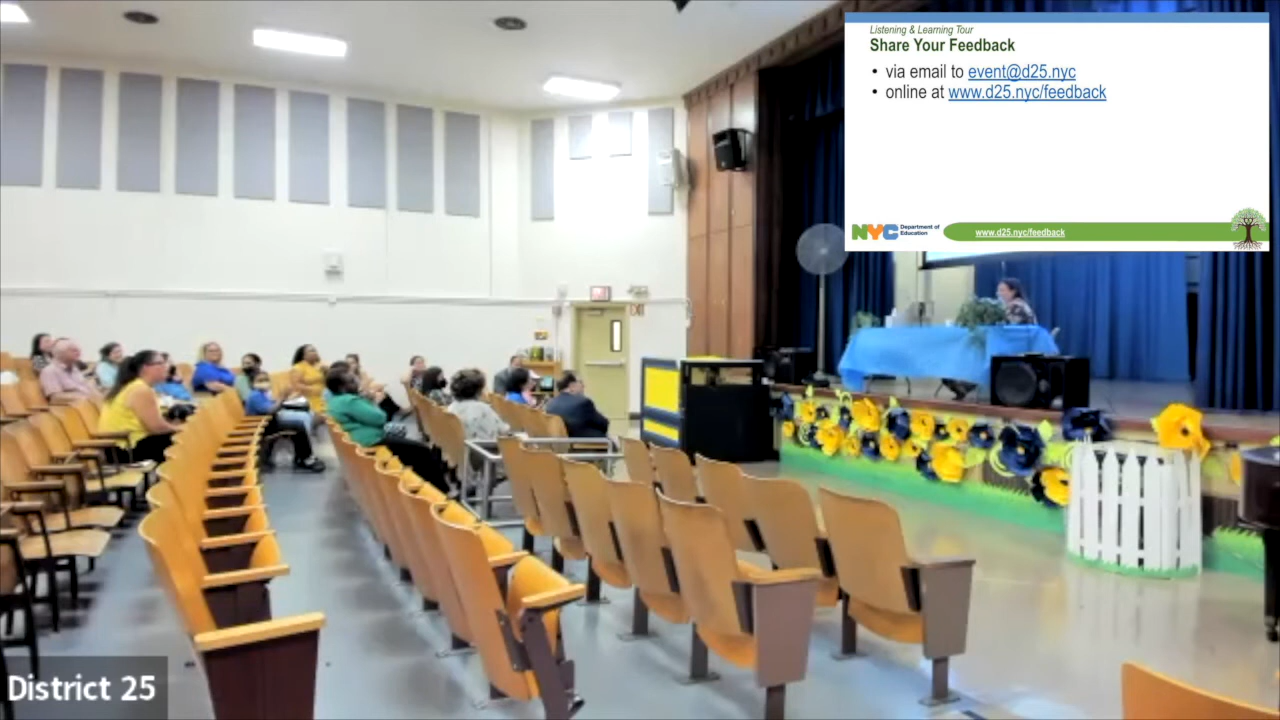 Listening & Learning Tour
Share Your Feedback
• via email to event@d25.nyc
• online at www.d25.nyc/feedback
NYC Department of
Education
www.d25.nyc/feedback
District 25